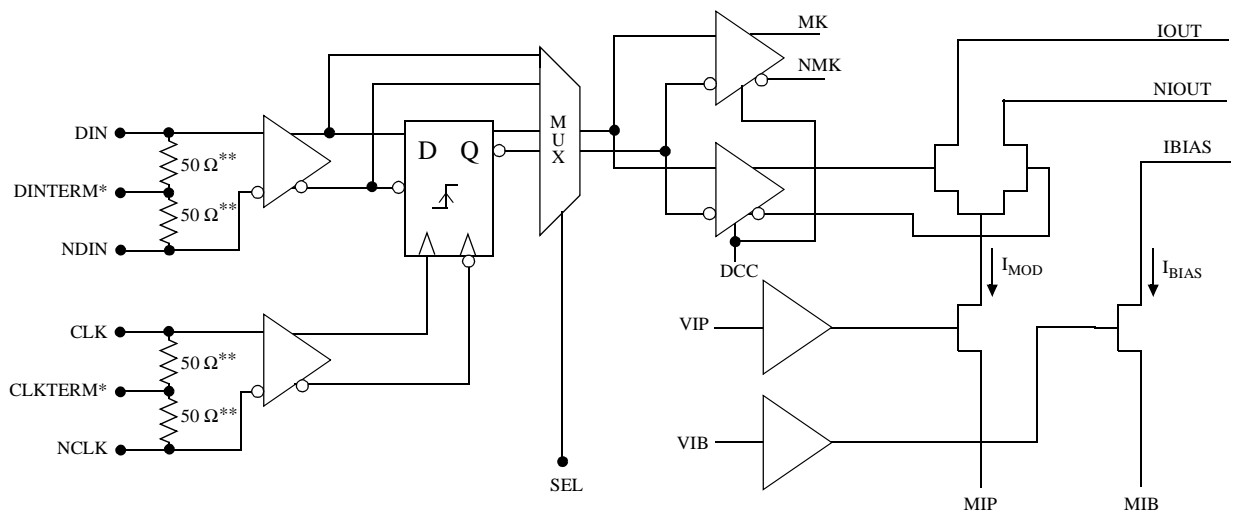 MK
IOUT
NMK
NIOUT
DIN
50 Ω**
DINTERM*
50 Ω**
NDIN
D Q
MUX
IBIAS
DCC
IMOD
IBIAS
CLK
50 Ω**
CLKTERM*
50 Ω**
NCLK
VIP
VIB
SEL
MIP
MIB